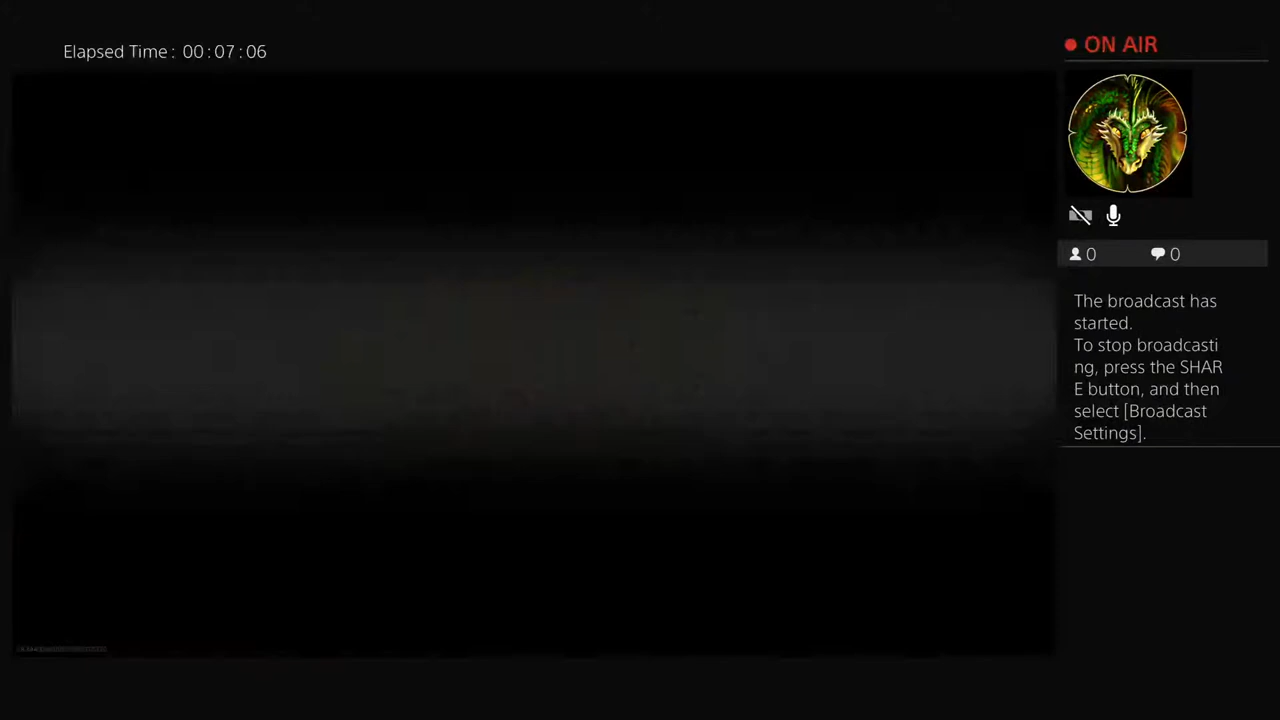 Elapsed Time: 00:07:06
ON AIR
0 0
The broadcast has
started.
To stop broadcasti
ng, press the SHAR
E button, and then
select [Broadcast
Settings].